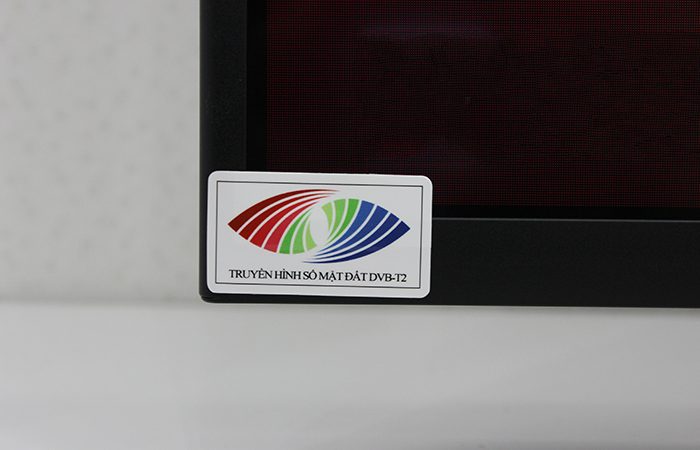 TRUYỀN HÌNH SỐ MẶT ĐẤT DVB-T2